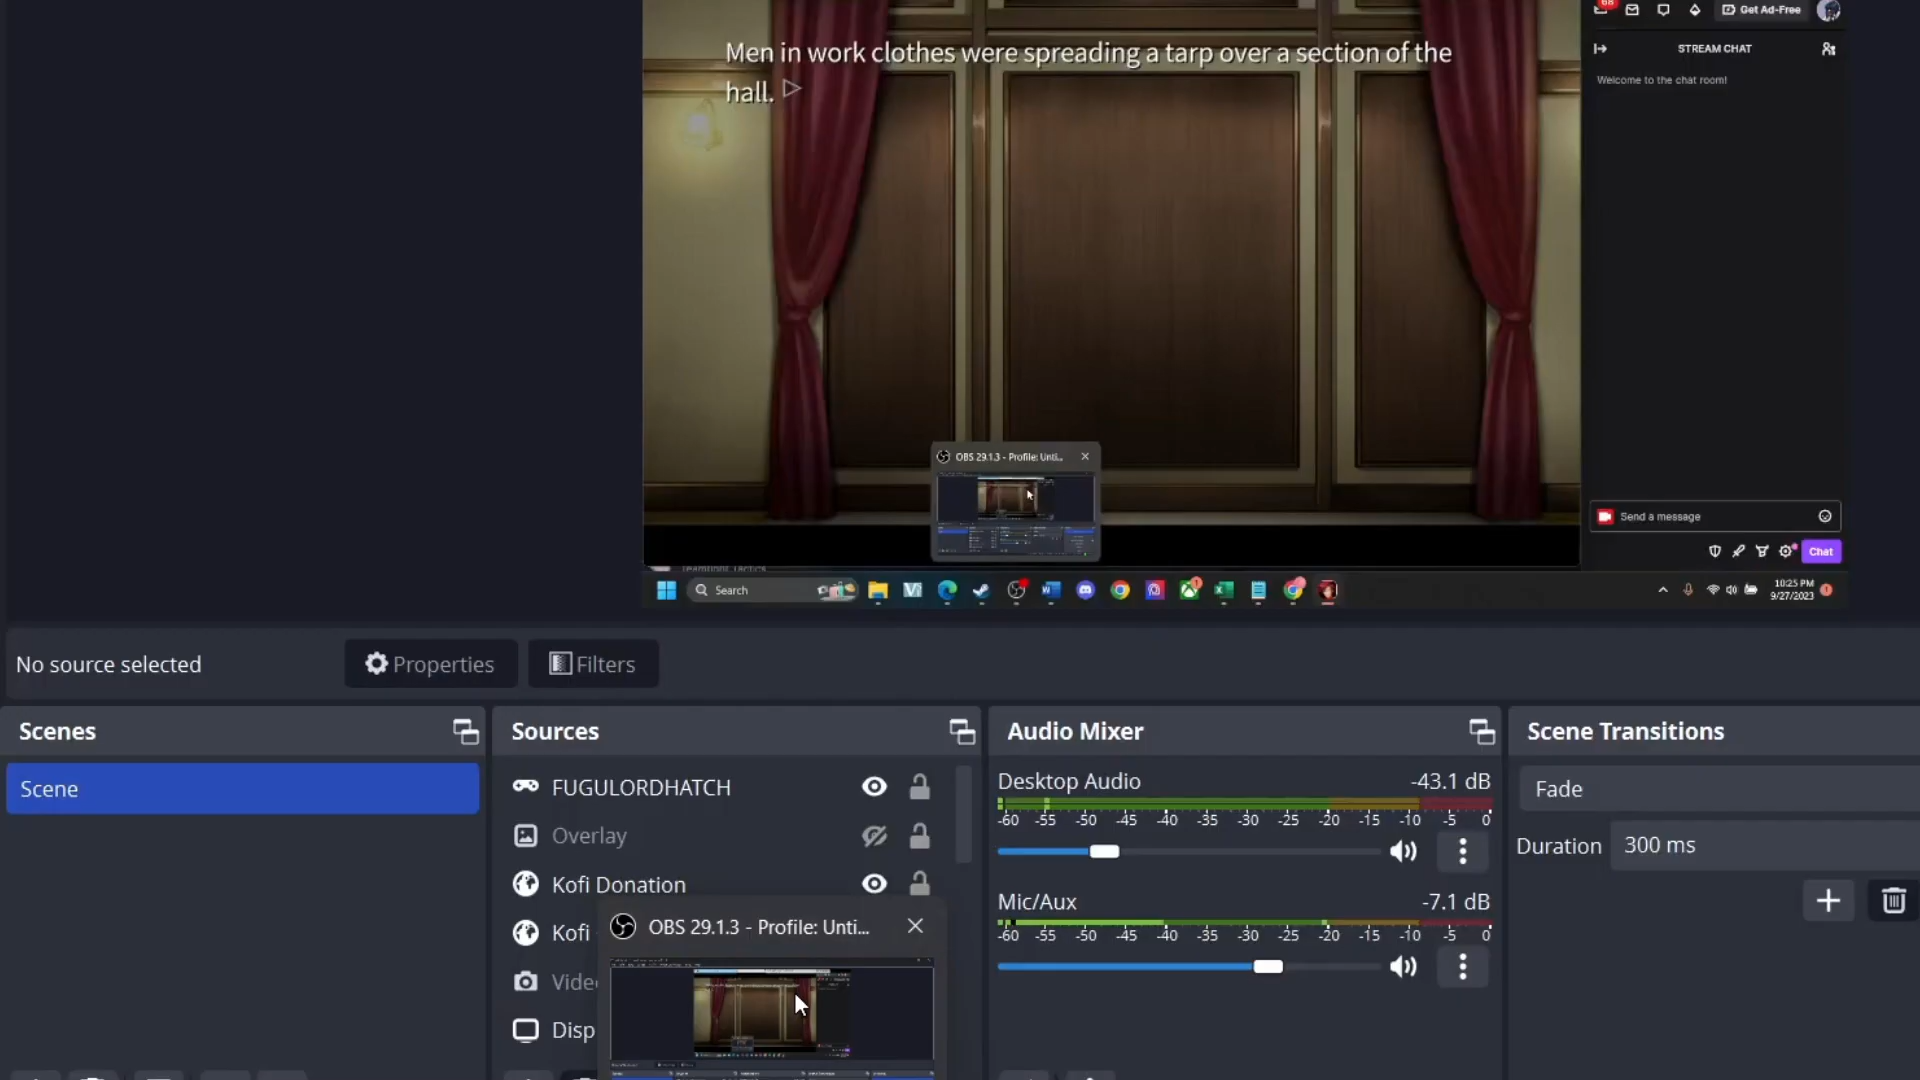 68
Get Ad-Free
Men in work clothes were spreading a tarp over a section of the
hall.
STREAM CHAT
Welcome to the chat room!
OBS 29.1.3 - Profile: Unti...
Send a message
Chat
Search
10:25 PM
9/27/2023
No source selected
Properties
Filters
Scenes
Sources
Audio Mixer
Scene Transitions
Scene
FUGULORDHATCH
Overlay
Kofi Donation
Kofi
Vide
Disp
OBS 29.1.3 - Profile: Unti...
Desktop Audio
-43.1 dB
-60 -55 -50 -45 -40 -35 -30 -25 -20 -15 -10 -5 0
Mic/Aux
-7.1 dB
-60 -55 -50 -45 -40 -35 -30 -25 -20 -15 -10 -5 0
Fade
Duration
300 ms